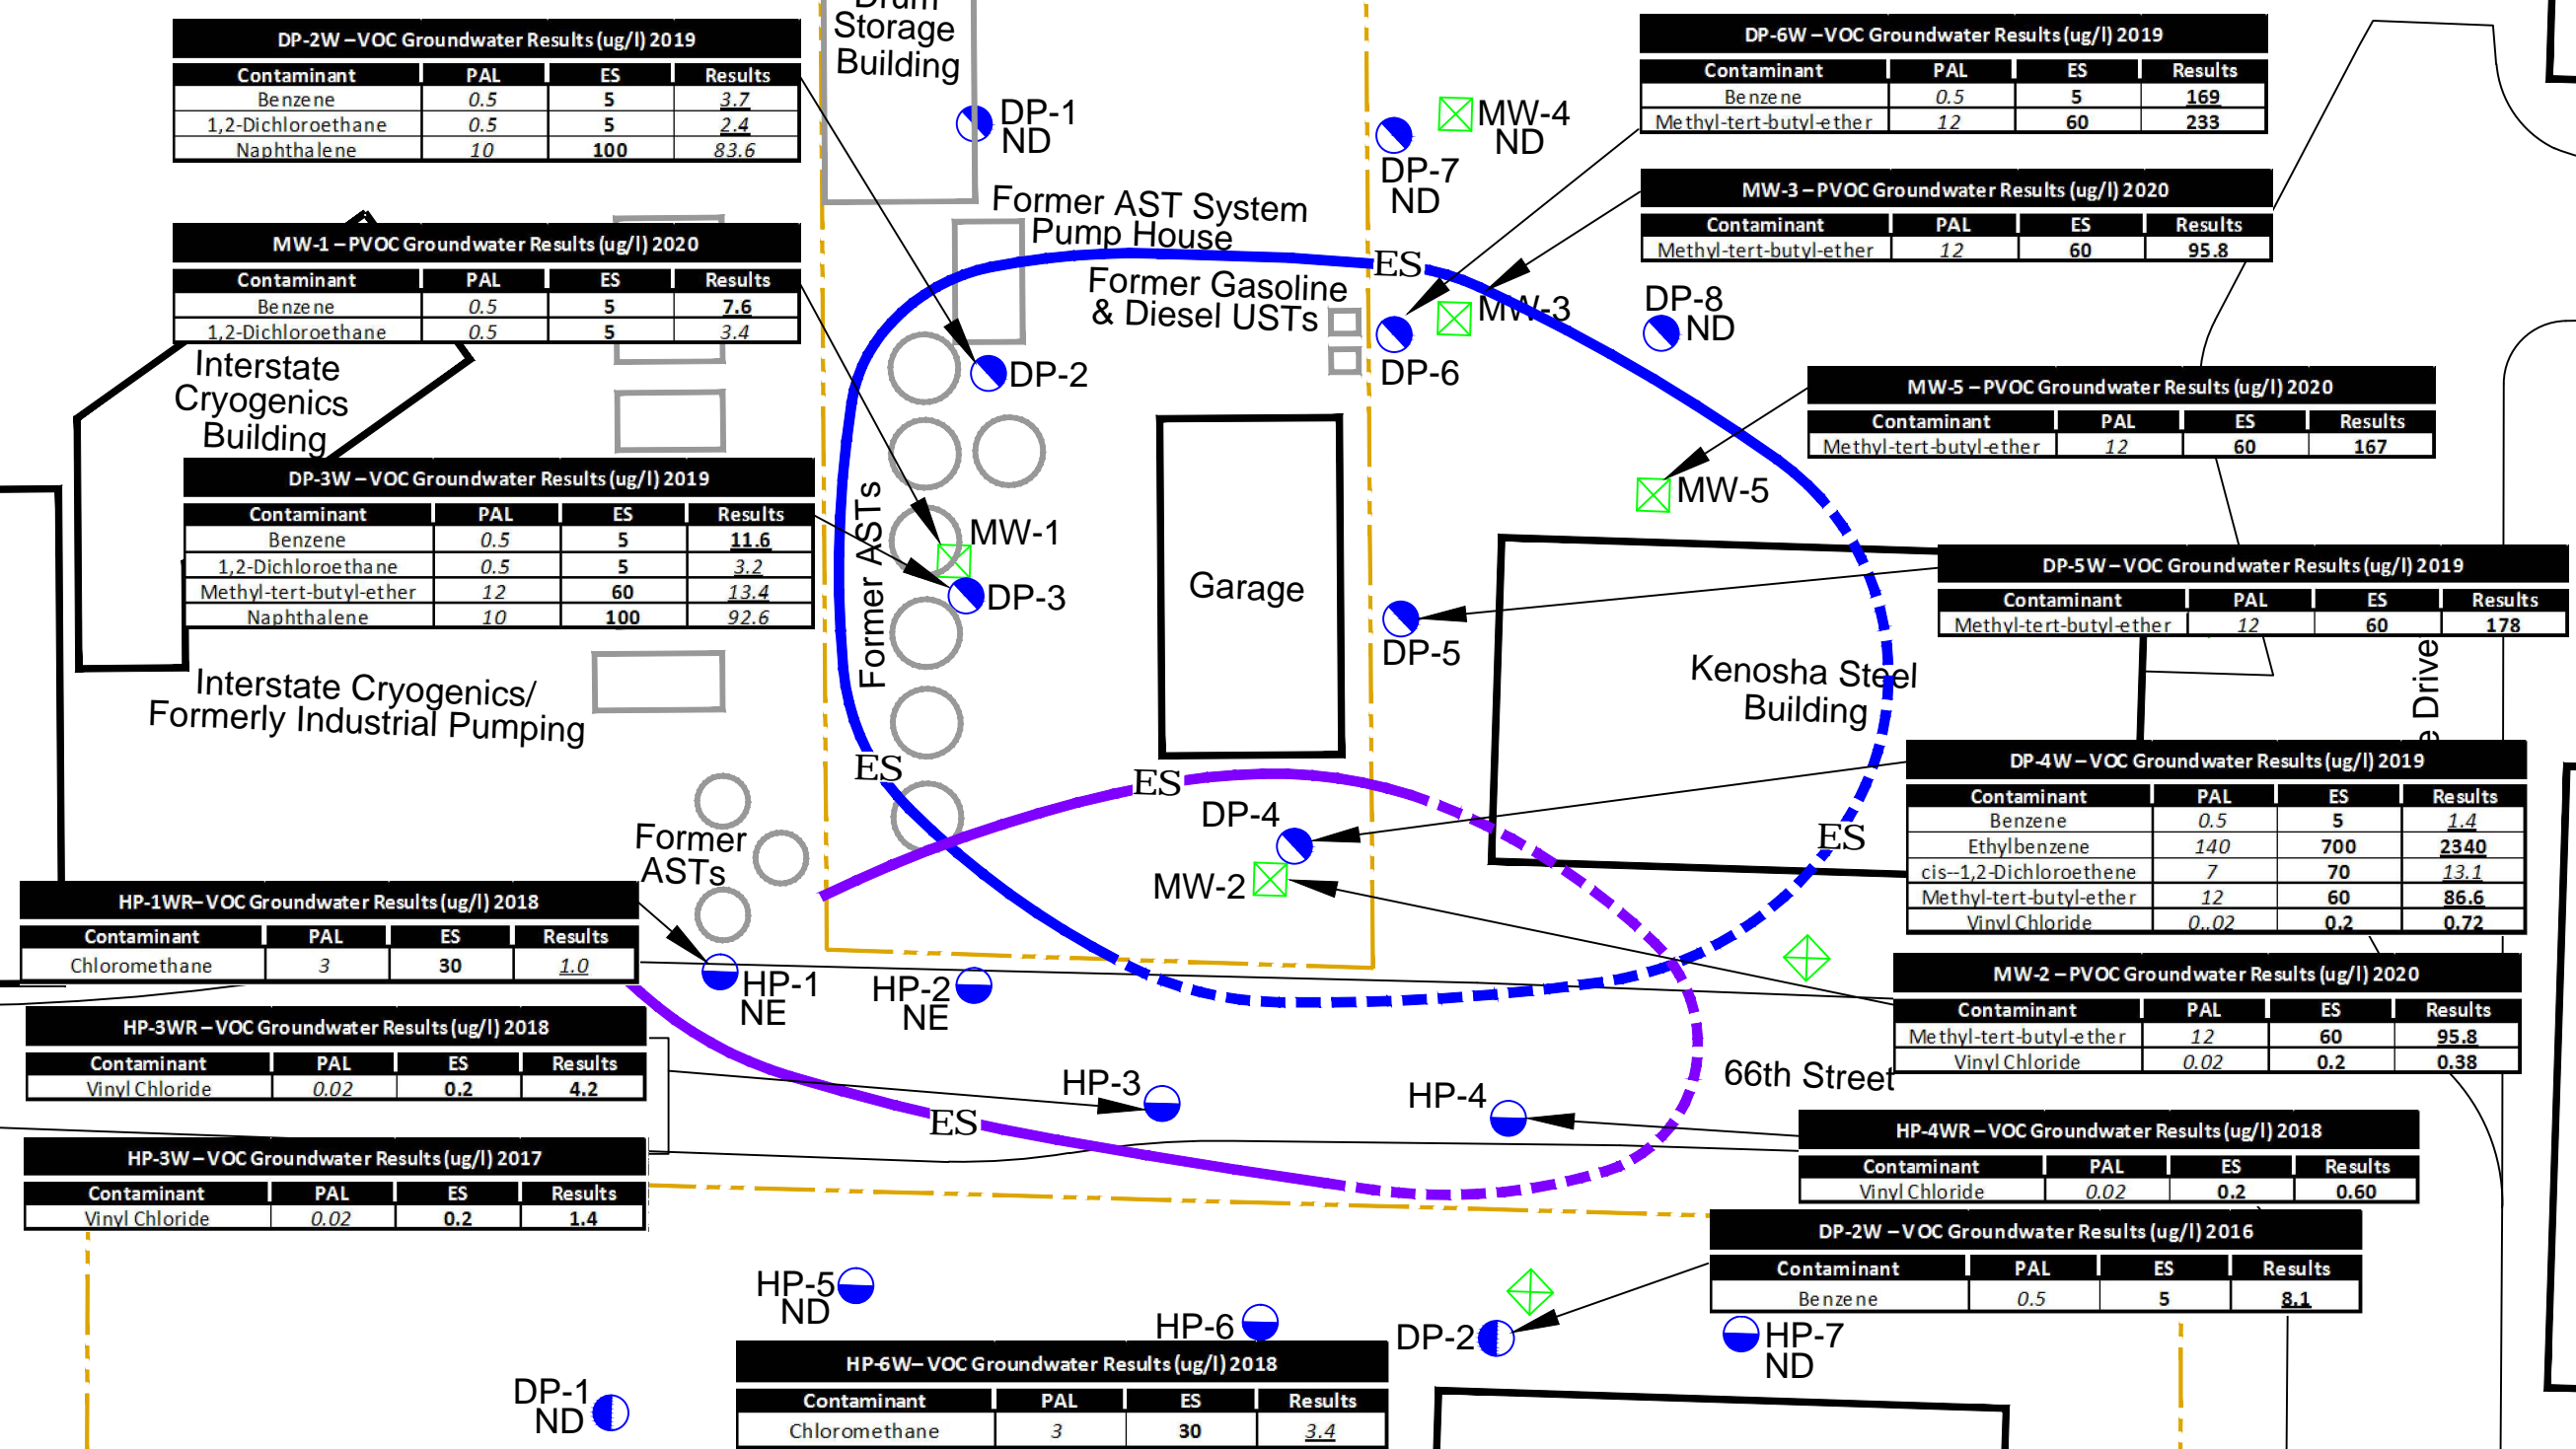 Drum
Storage
Building
DP-2W – VOC Groundwater Results (ug/l) 2019
Contaminant PAL ES Results
Benzene 0.5 5 3.7
1,2-Dichloroethane 0.5 5 2.4
Naphthalene 10 100 83.6
DP-6W – VOC Groundwater Results (ug/l) 2019
Contaminant PAL ES Results
Benzene 0.5 5 169
Methyl-tert-butyl-ether 12 60 233
DP-1
ND
MW-4
ND
DP-7
ND
MW-3 – PVOC Groundwater Results (ug/l) 2020
Contaminant PAL ES Results
Methyl-tert-butyl-ether 12 60 95.8
Former AST System
Pump House
MW-1 – PVOC Groundwater Results (ug/l) 2020
Contaminant PAL ES Results
Benzene 0.5 5 7.6
1,2-Dichloroethane 0.5 5 3.4
ES
Former Gasoline
& Diesel USTs
MW-3
DP-8
ND
DP-6
DP-2
Interstate
Cryogenics
Building
MW-5 – PVOC Groundwater Results (ug/l) 2020
Contaminant PAL ES Results
Methyl-tert-butyl-ether 12 60 167
DP-3W – VOC Groundwater Results (ug/l) 2019
Contaminant PAL ES Results
Benzene 0.5 5 11.6
1,2-Dichloroethane 0.5 5 3.2
Methyl-tert-butyl-ether 12 60 13.4
Naphthalene 10 100 92.6
MW-5
MW-1
DP-3
Former ASTs
Garage
DP-5
DP-5W – VOC Groundwater Results (ug/l) 2019
Contaminant PAL ES Results
Methyl-tert-butyl-ether 12 60 178
Kenosha Steel
Building
Drive
Interstate Cryogenics/
Formerly Industrial Pumping
ES
ES
DP-4
MW-2
ES
DP-4W – VOC Groundwater Results (ug/l) 2019
Contaminant PAL ES Results
Benzene 0.5 5 1.4
Ethylbenzene 140 700 2340
cis--1,2-Dichloroethene 7 70 13.1
Methyl-tert-butyl-ether 12 60 86.6
Vinyl Chloride 0..02 0.2 0.72
Former
ASTs
HP-1WR– VOC Groundwater Results (ug/l) 2018
Contaminant PAL ES Results
Chloromethane 3 30 1.0
HP-1
NE
HP-2
NE
MW-2 – PVOC Groundwater Results (ug/l) 2020
Contaminant PAL ES Results
Methyl-tert-butyl-ether 12 60 95.8
Vinyl Chloride 0.02 0.2 0.38
HP-3WR – VOC Groundwater Results (ug/l) 2018
Contaminant PAL ES Results
Vinyl Chloride 0.02 0.2 4.2
HP-3
HP-4
66th Street
ES
HP-4WR – VOC Groundwater Results (ug/l) 2018
Contaminant PAL ES Results
Vinyl Chloride 0.02 0.2 0.60
HP-3W – VOC Groundwater Results (ug/l) 2017
Contaminant PAL ES Results
Vinyl Chloride 0.02 0.2 1.4
DP-2W – VOC Groundwater Results (ug/l) 2016
Contaminant PAL ES Results
Benzene 0.5 5 8.1
HP-5
ND
HP-6
DP-2
HP-7
ND
HP-6W– VOC Groundwater Results (ug/l) 2018
Contaminant PAL ES Results
Chloromethane 3 30 3.4
DP-1
ND